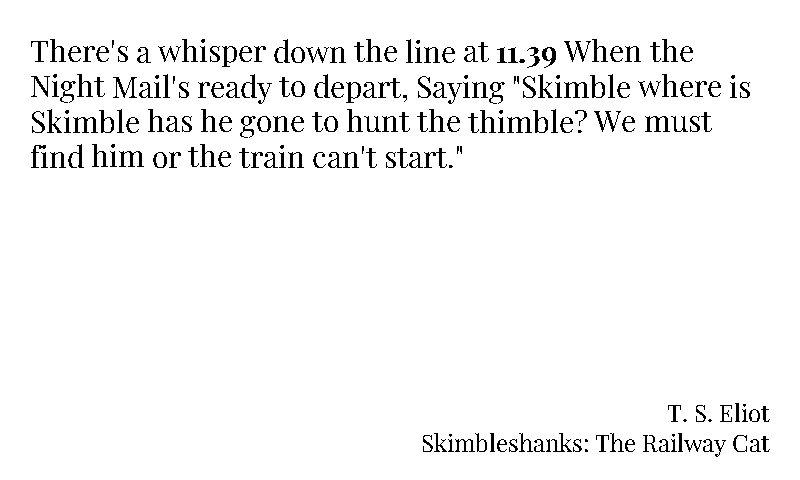 There's a whisper down the line at 11.39 When the
Night Mail's ready to depart, Saying "Skimble where is
Skimble has he gone to hunt the thimble? We must
find him or the train can't start."
T. S. Eliot
Skimbleshanks: The Railway Cat